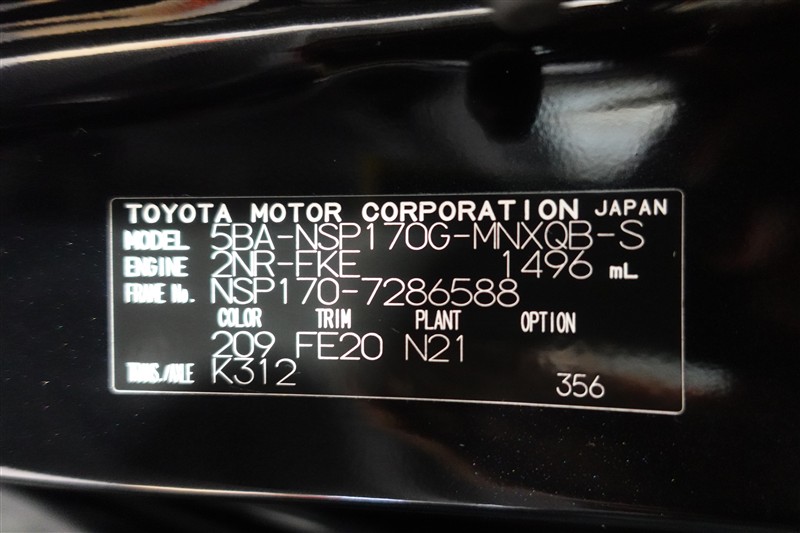 TOYOTA MOTOR CORPORATION JAPAN
MODEL 5BA-NSP170G-MNXQB-S
ENGINE 2NR-FKE 1496 mL
FRAME No. NSP170-7286588
COLOR TRIM PLANT OPTION
209 FE20 N21
TRANS./AXLE K312
356